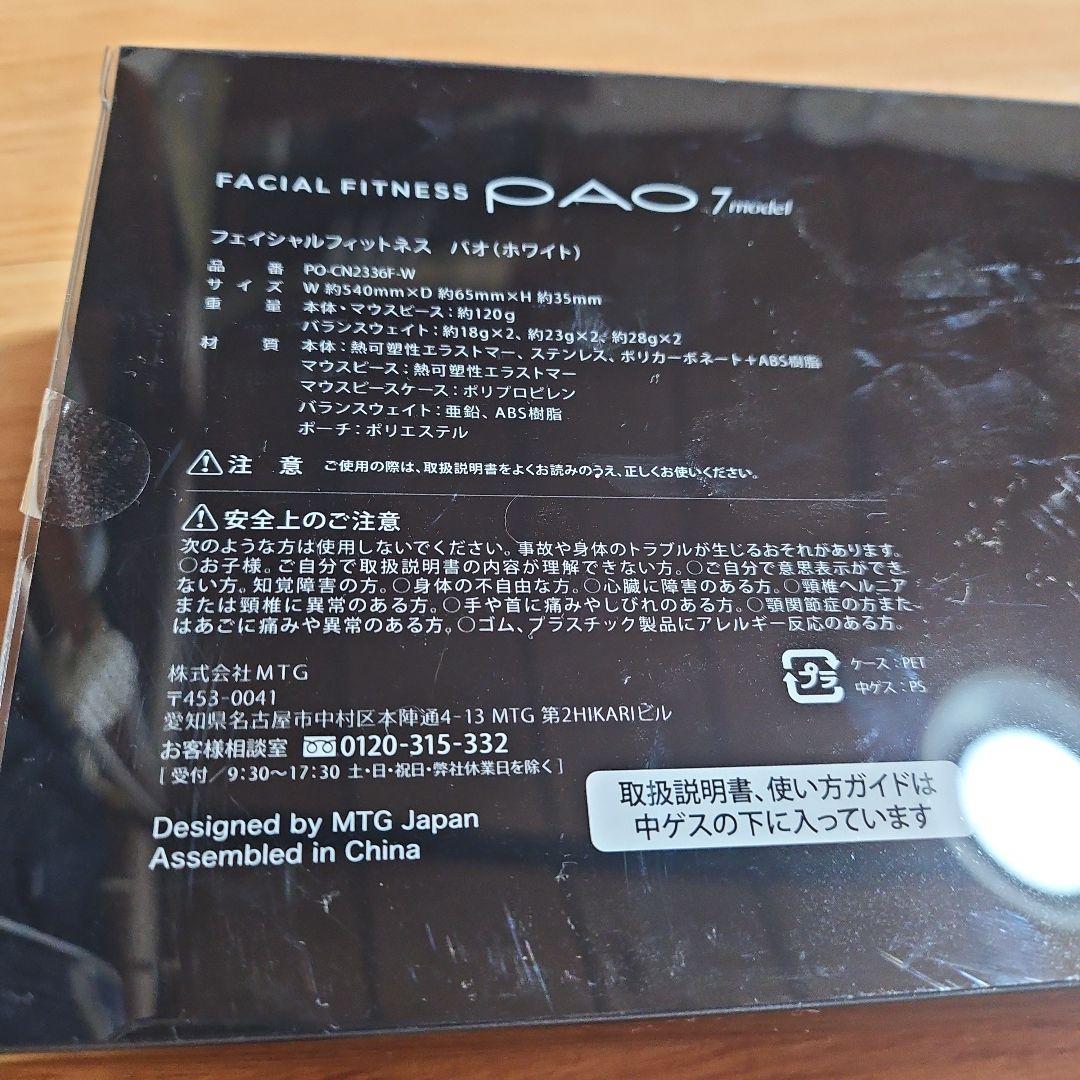 FACIAL FITNESS PAO 7model
フェイシャルフィットネス パオ(ホワイト)
品番 PO-CN2336F-W
サイズ W 約540mm×D 約65mm×H 約35mm
重量 本体・マウスピース:約120g
バランスウェイト:約18g×2、約23g×2、約28g×2
材質 本体:熱可塑性エラストマー、ステンレス、ポリカーボネート+ABS樹脂
マウスピース:熱可塑性エラストマー
マウスピースケース:ポリプロピレン
バランスウェイト:亜鉛、ABS樹脂
ポーチ:ポリエステル
⚠注意 ご使用の際は、取扱説明書をよくお読みのうえ、正しくお使いください。
⚠安全上のご注意
次のような方は使用しないでください。事故や身体のトラブルが生じるおそれがあります。
○お子様。ご自分で取扱説明書の内容が理解できない方。○ご自分で意思表示ができ
ない方。知覚障害の方。○身体の不自由な方。○心臓に障害のある方。○頸椎ヘルニア
または頸椎に異常のある方。○手や首に痛みやしびれのある方。○顎関節症の方また
はあごに痛みや異常のある方。○ゴム、プラスチック製品にアレルギー反応のある方。
プラ ケース:PET
中ゲス:PS
株式会社MTG
〒453-0041
愛知県名古屋市中村区本陣通4-13 MTG 第2HIKARIビル
お客様相談室 0120-315-332
[受付/9:30~17:30 土・日・祝日・弊社休業日を除く]
Designed by MTG Japan
Assembled in China
取扱説明書、使い方ガイドは
中ゲスの下に入っています